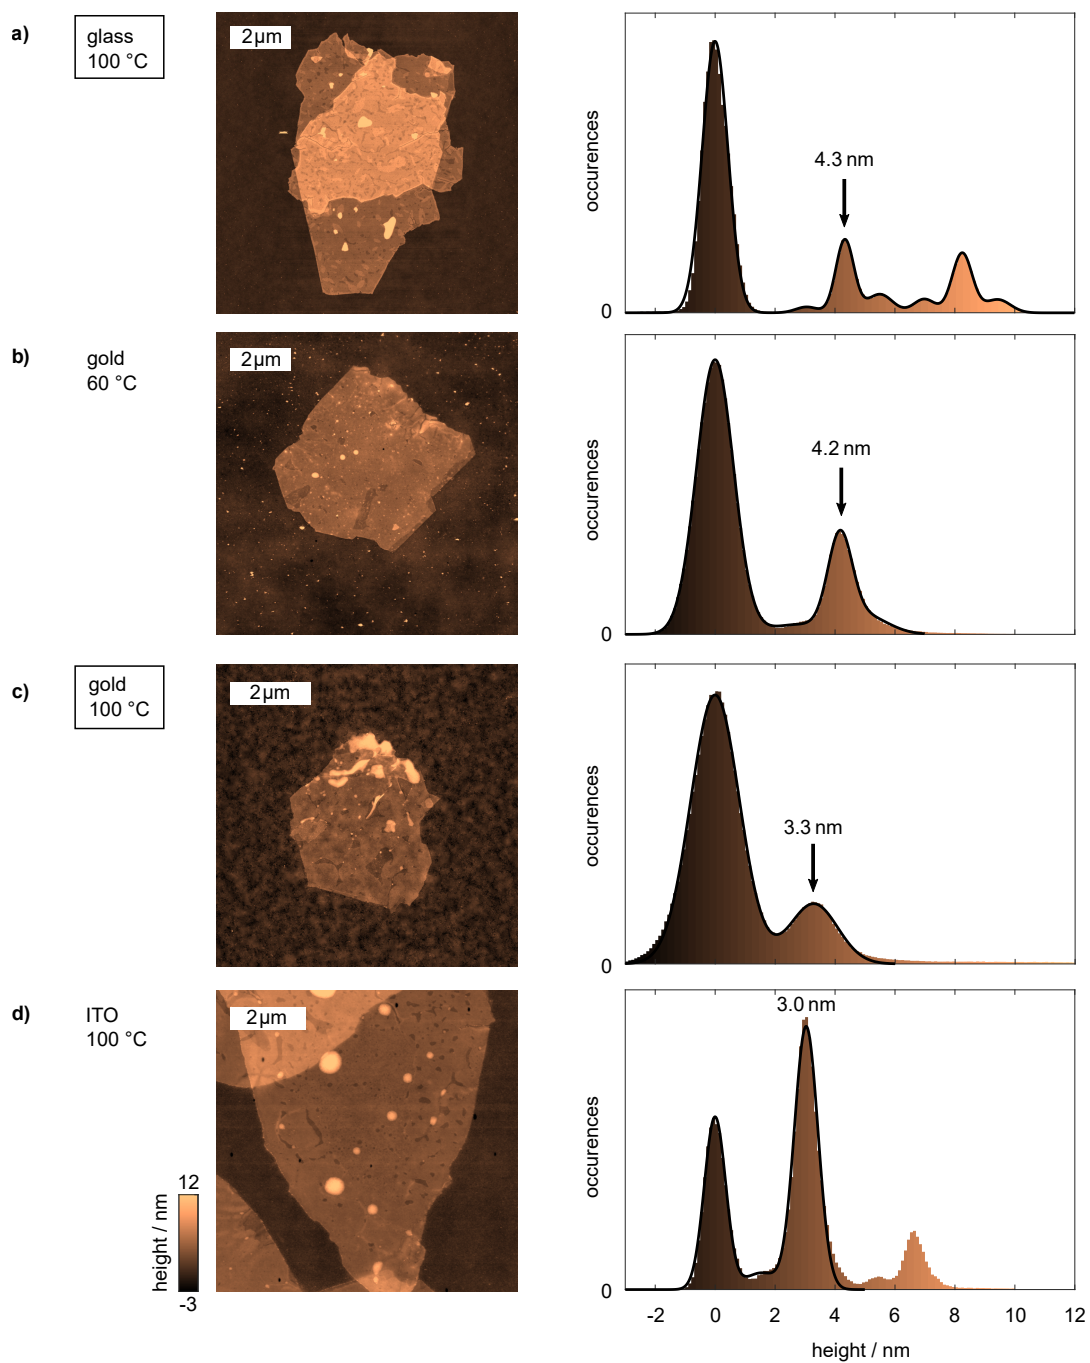 a)
glass
100 °C
2µm
occurences
0
4.3 nm
b)
gold
60 °C
2µm
occurences
0
4.2 nm
c)
gold
100 °C
2µm
occurences
0
3.3 nm
d)
ITO
100 °C
2µm
12
height / nm
-3
occurences
0
3.0 nm
-2 0 2 4 6 8 10 12
height / nm